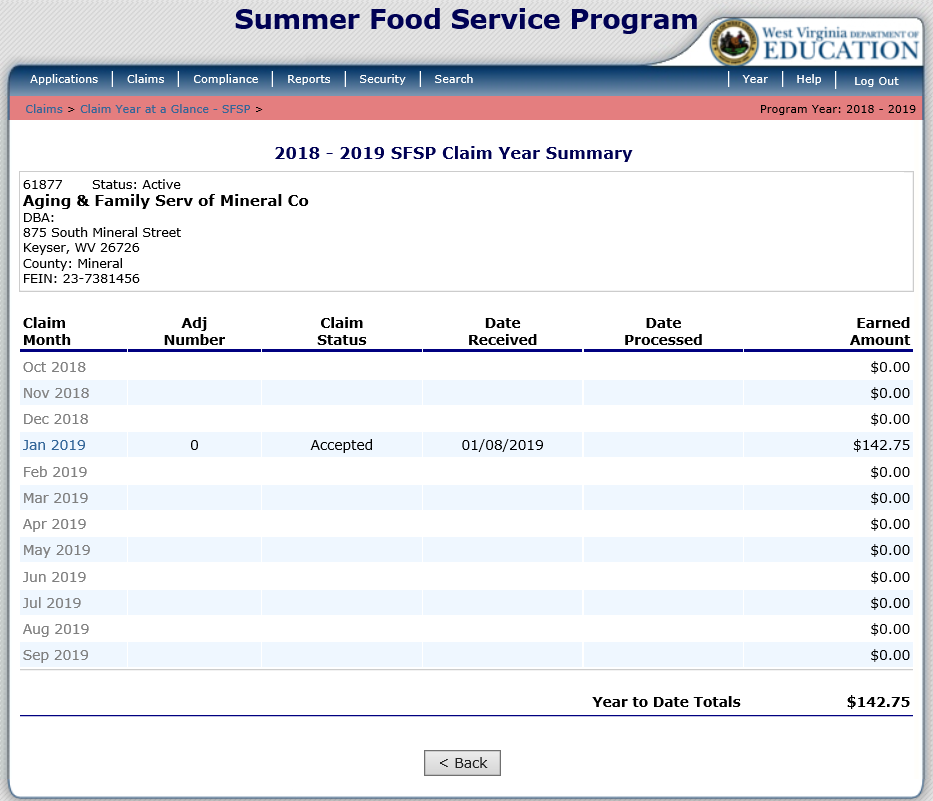 Summer Food Service Program
West Virginia DEPARTMENT OF
EDUCATION
Applications Claims Compliance Reports Security Search Year Help Log Out
Claims > Claim Year at a Glance - SFSP > Program Year: 2018 - 2019
2018 - 2019 SFSP Claim Year Summary
61877 Status: Active
Aging & Family Serv of Mineral Co
DBA:
875 South Mineral Street
Keyser, WV 26726
County: Mineral
FEIN: 23-7381456
Claim Adj Claim Date Date Earned
Month Number Status Received Processed Amount
Oct 2018 $0.00
Nov 2018 $0.00
Dec 2018 $0.00
Jan 2019 0 Accepted 01/08/2019 $142.75
Feb 2019 $0.00
Mar 2019 $0.00
Apr 2019 $0.00
May 2019 $0.00
Jun 2019 $0.00
Jul 2019 $0.00
Aug 2019 $0.00
Sep 2019 $0.00
Year to Date Totals $142.75
< Back